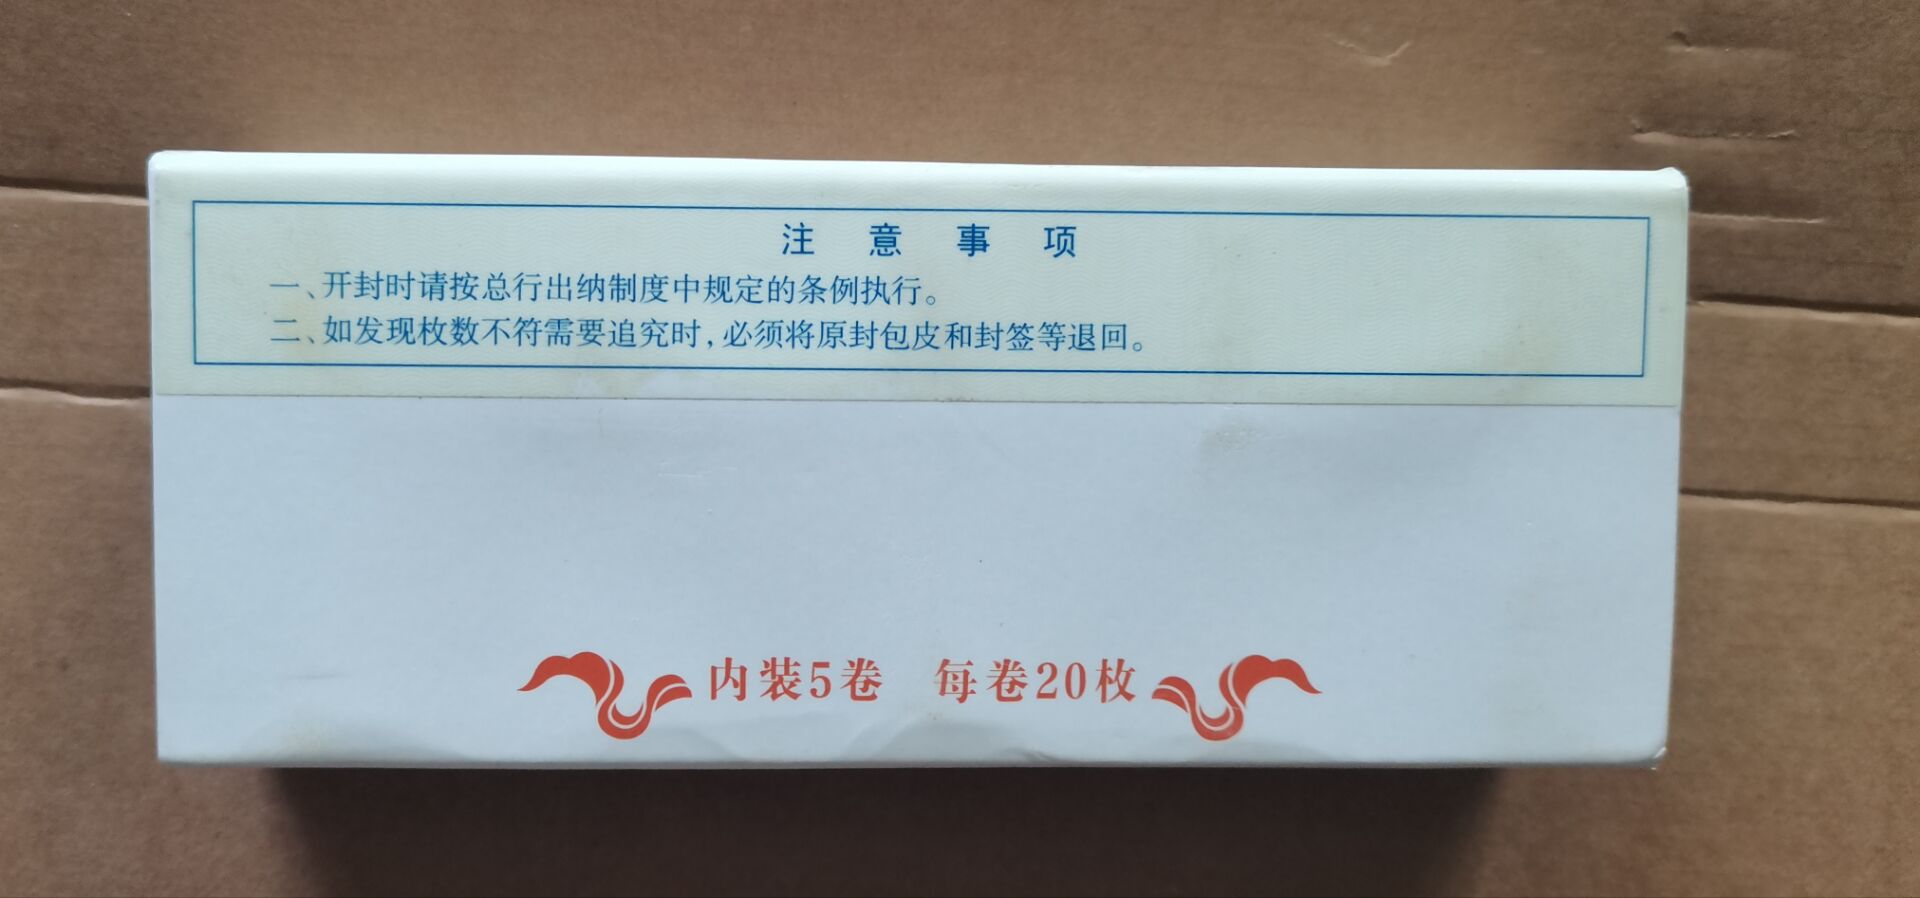 注意事项
一、开封时请按总行出纳制度中规定的条例执行。
二、如发现枚数不符需要追究时,必须将原封包皮和封签等退回。
内装5卷 每卷20枚